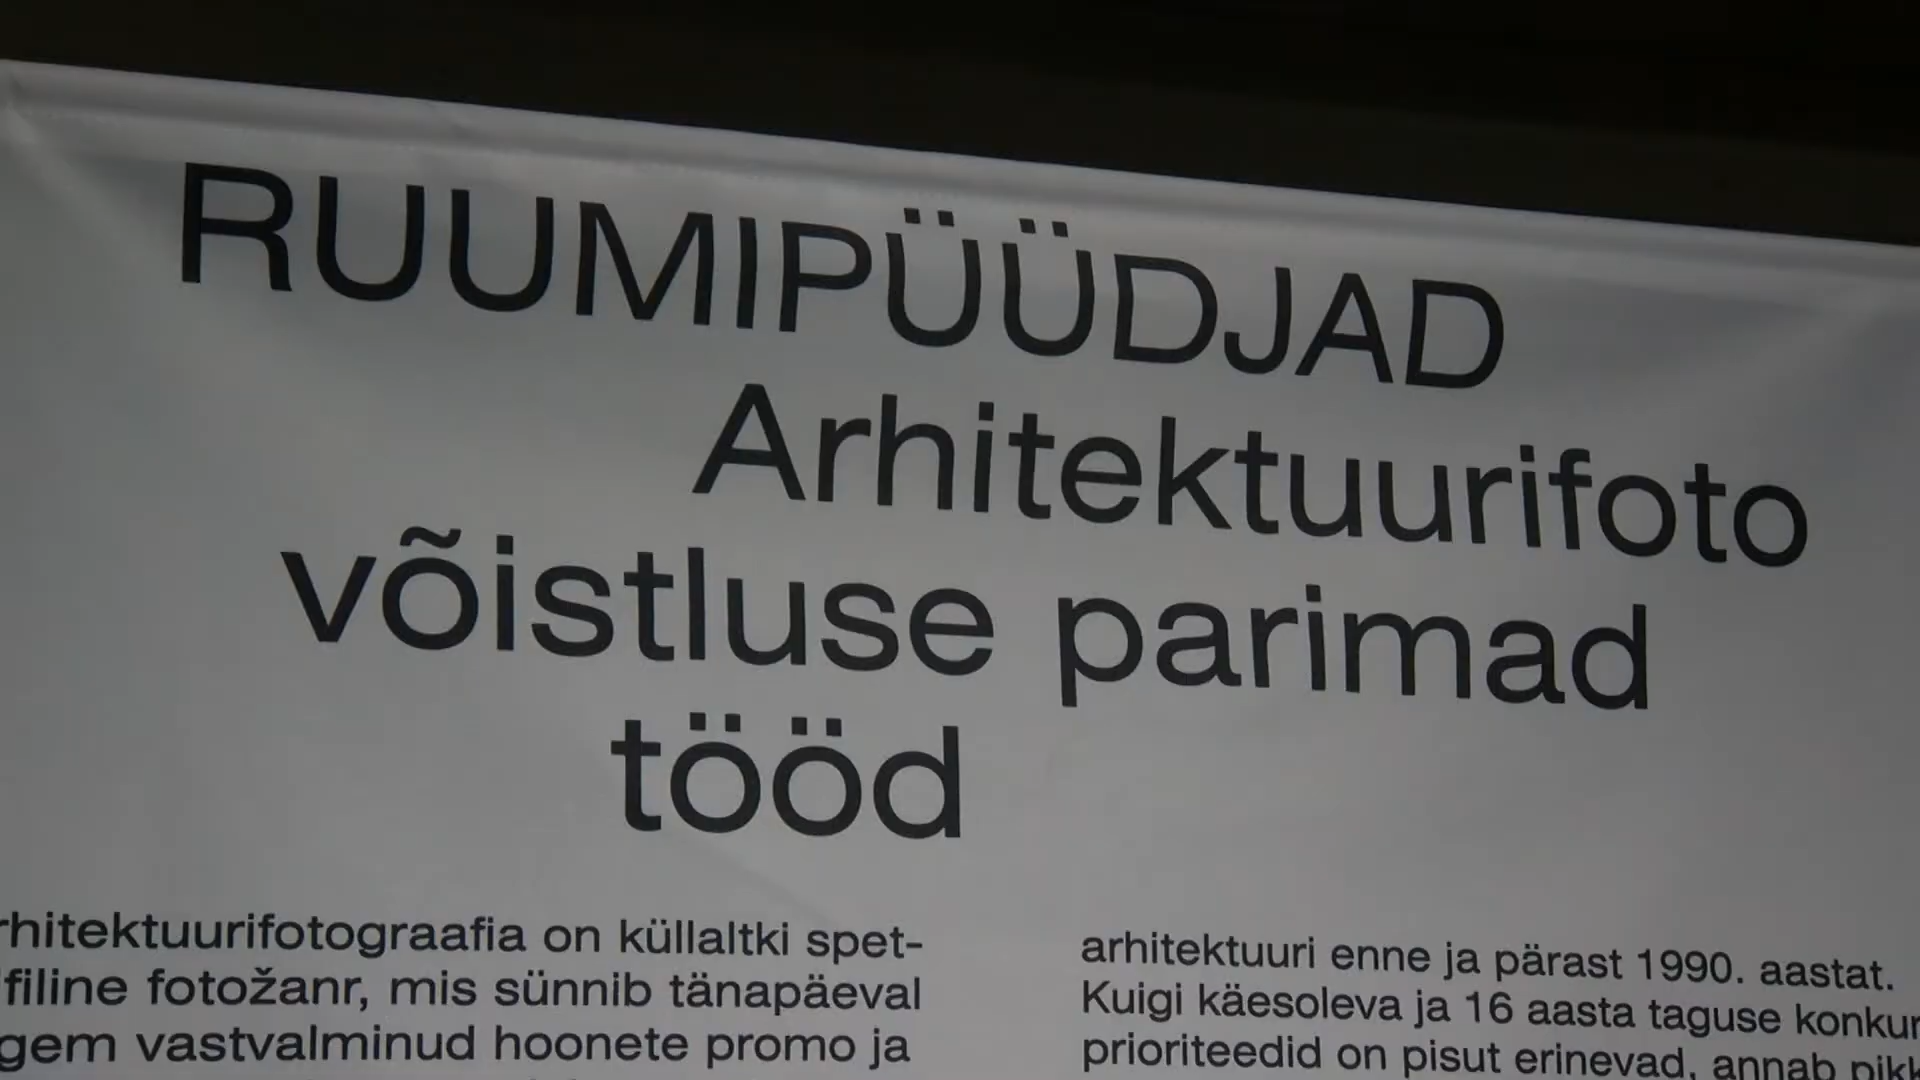 RUUMIPÜÜDJAD
Arhitektuurifoto
võistluse parimad
tööd
rhitektuurifotograafia on küllaltki spet-
filine fotožanr, mis sünnib tänapäeval
gem vastvalminud hoonete promo ja
arhitektuuri enne ja pärast 1990. aastat.
Kuigi käesoleva ja 16 aasta taguse konkur
prioriteedid on pisut erinevad, annab pikk